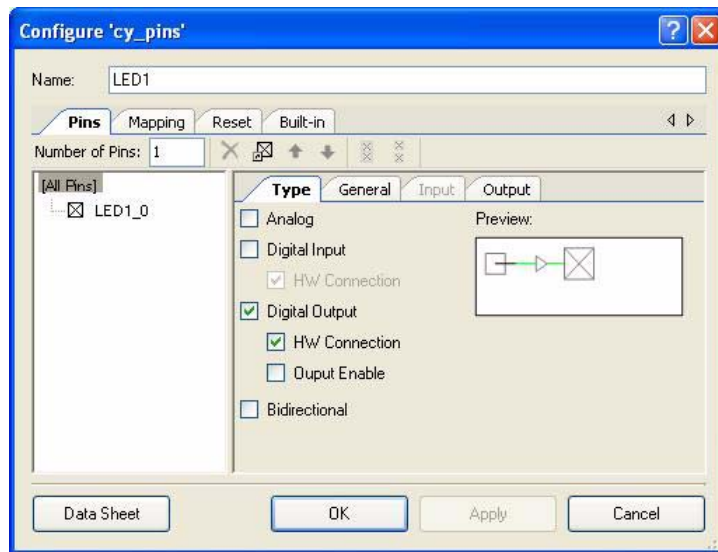 Configure 'cy_pins'
Name: LED1
Pins Mapping Reset Built-in
Number of Pins: 1
[All Pins]
LED1_0
Type General Input Output
Analog
Preview:
Digital Input
HW Connection
Digital Output
HW Connection
Ouput Enable
Bidirectional
Data Sheet OK Apply Cancel